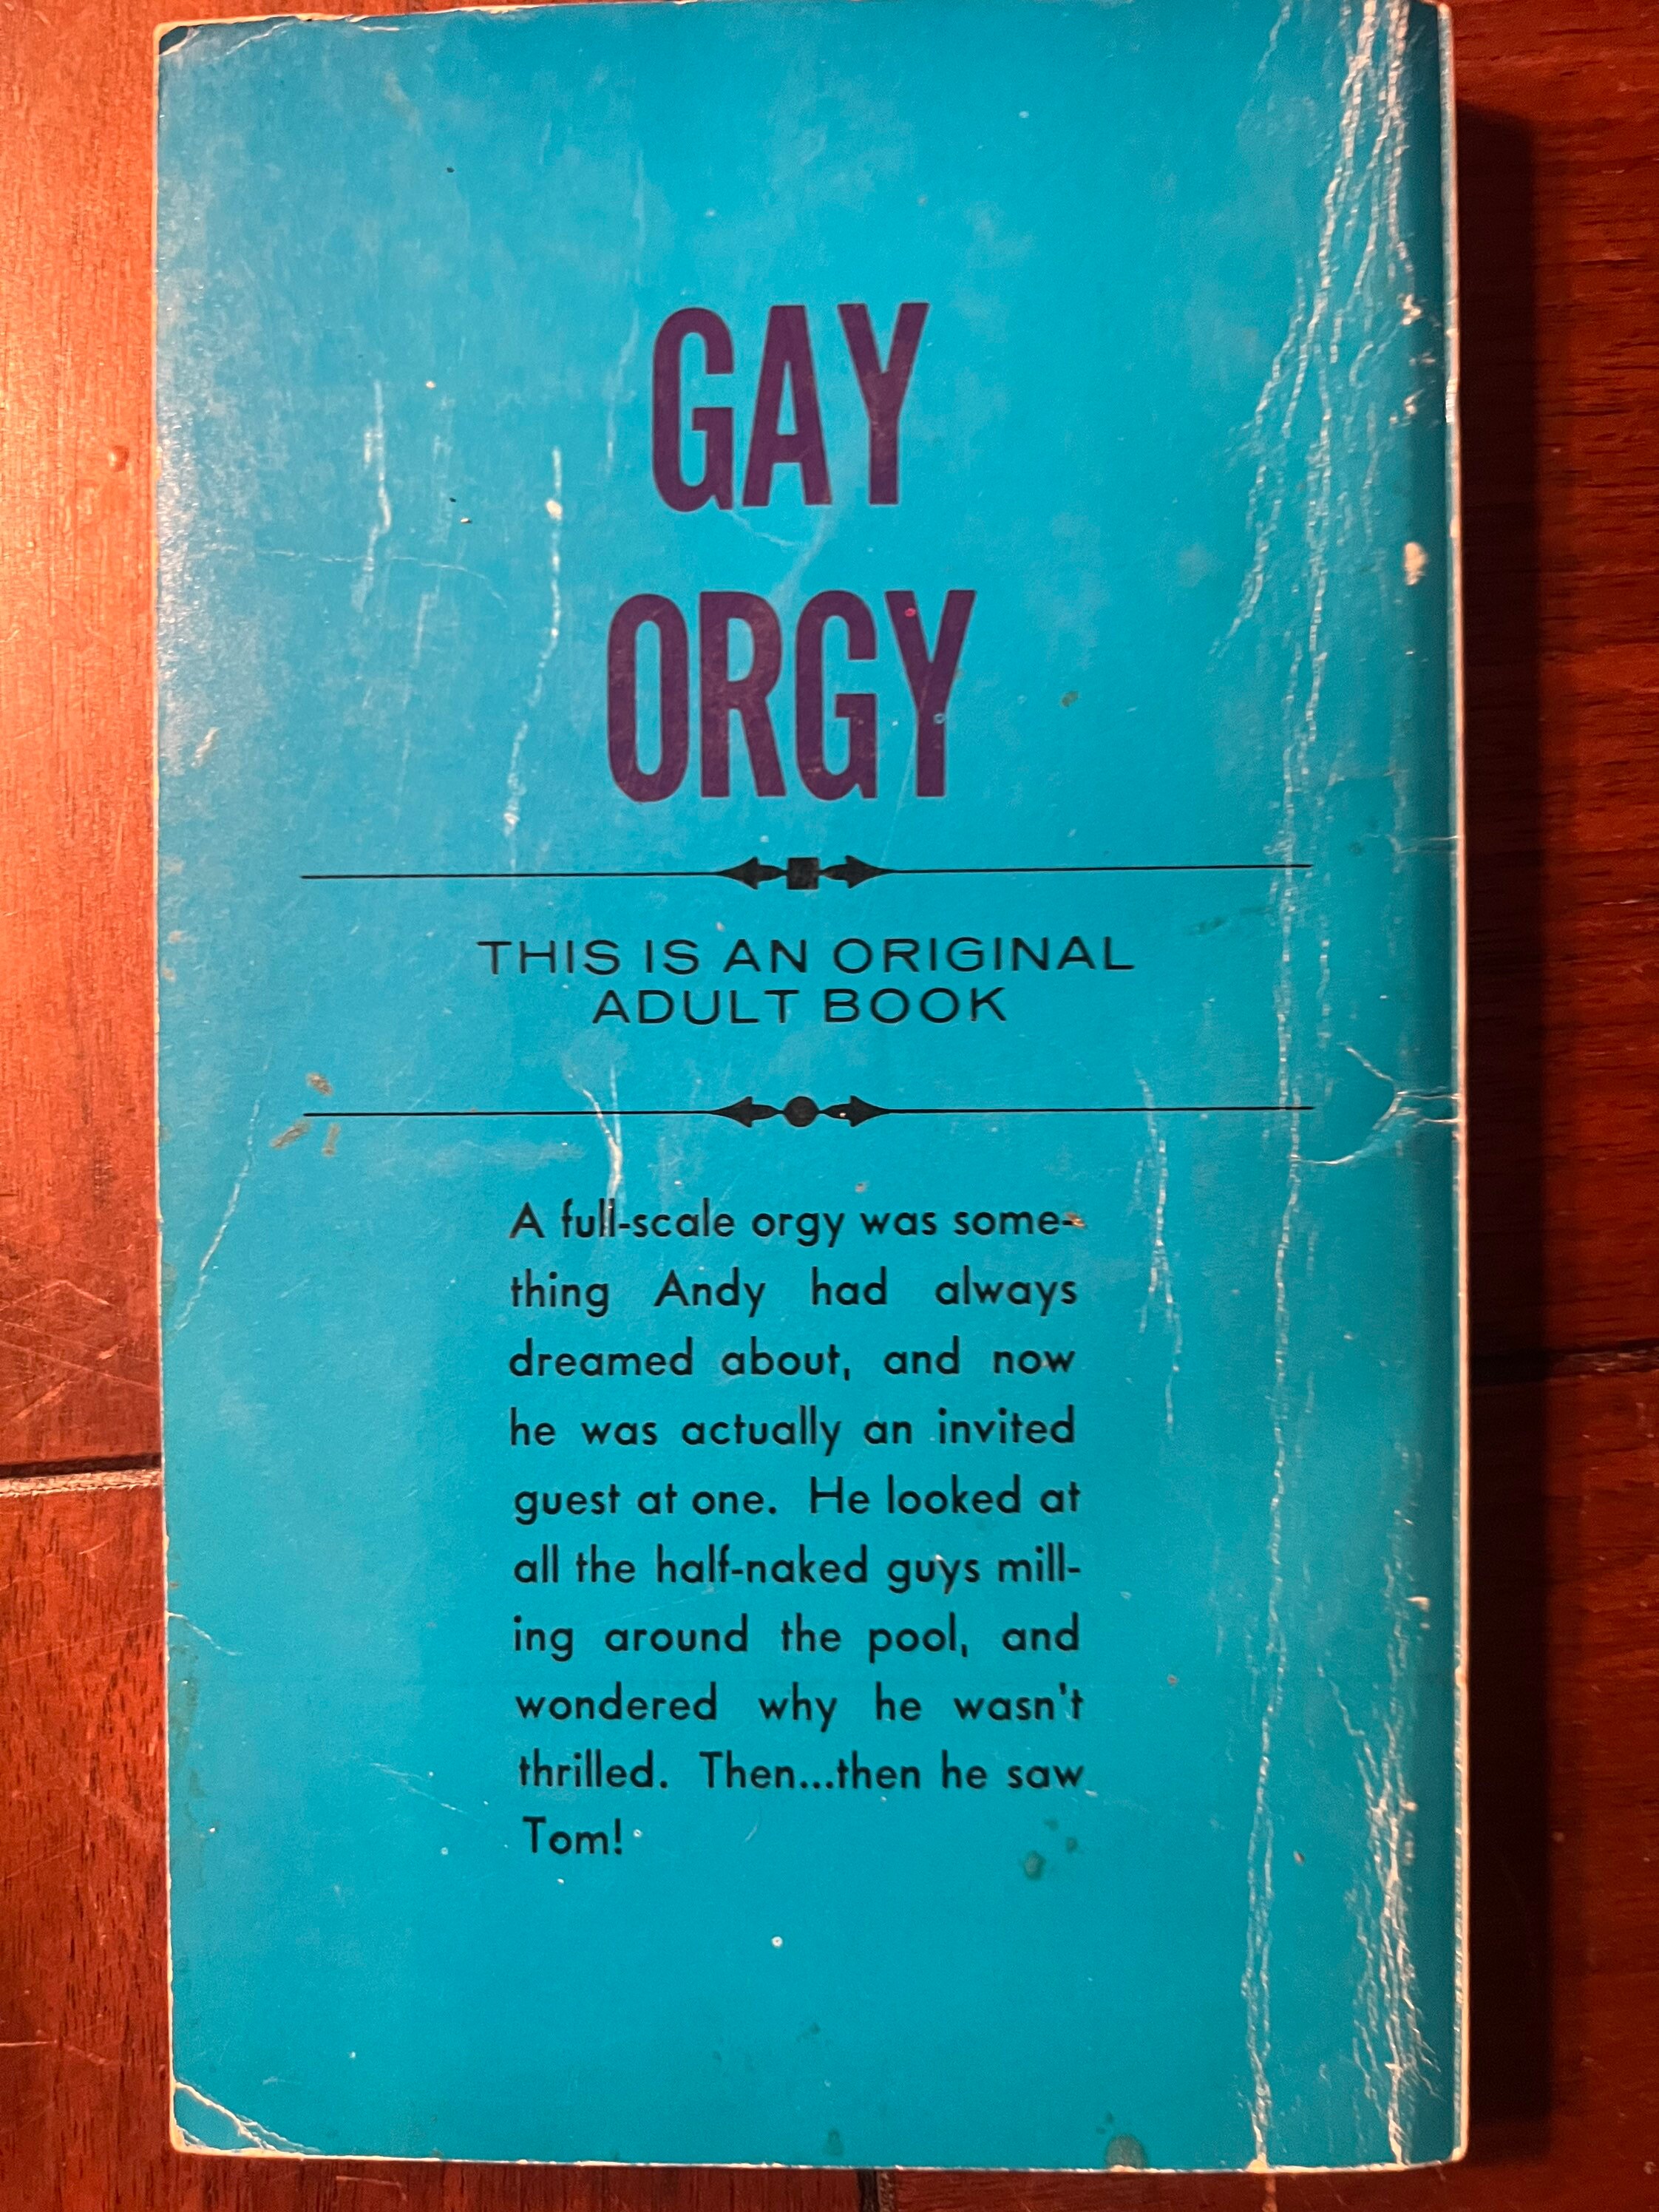 GAY
ORGY
THIS IS AN ORIGINAL
ADULT BOOK
A full-scale orgy was some-
thing Andy had always
dreamed about, and now
he was actually an invited
guest at one. He looked at
all the half-naked guys mill-
ing around the pool, and
wondered why he wasn't
thrilled. Then...then he saw
Tom!